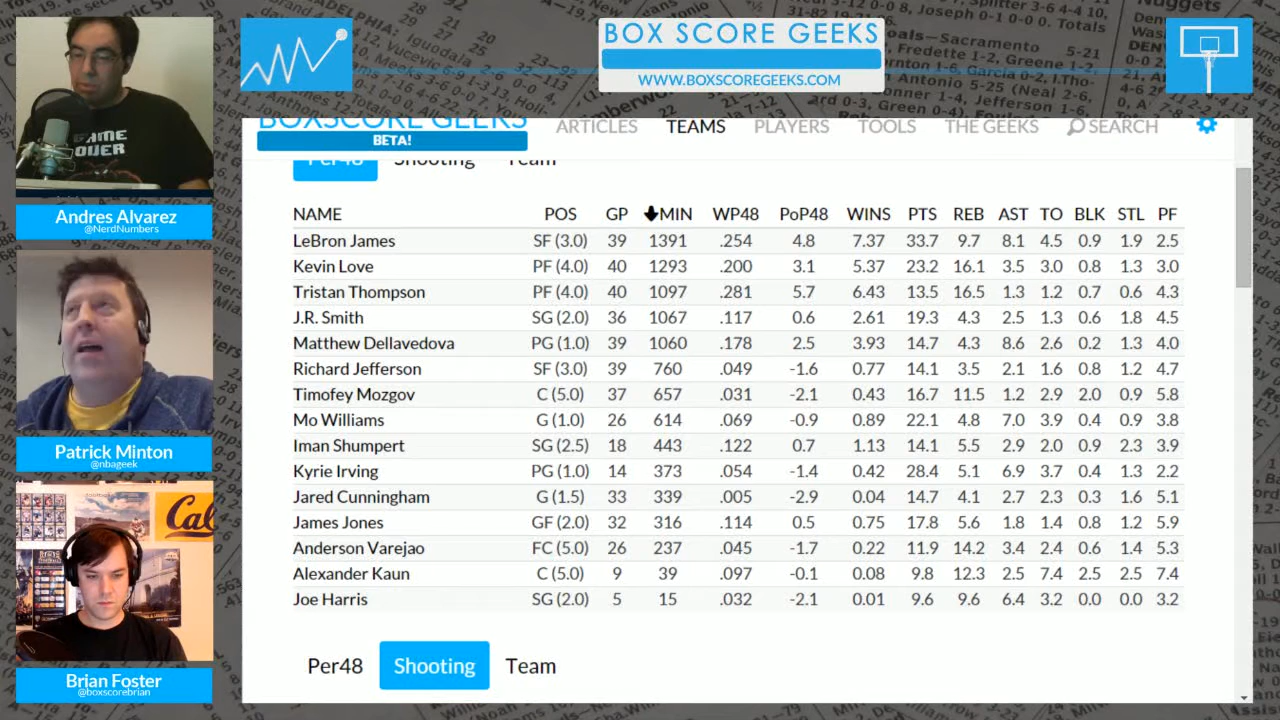 BOX SCORE GEEKS
WWW.BOXSCOREGEEKS.COM
GAME
OVER
Andres Alvarez
@NerdNumbers
Patrick Minton
@nbageek
Cal
Brian Foster
@boxscorebrian
BOXSCORE GEEKS
BETA!
ARTICLES TEAMS PLAYERS TOOLS THE GEEKS SEARCH
Per48 Shooting Team
NAME POS GP MIN WP48 PoP48 WINS PTS REB AST TO BLK STL PF
LeBron James SF (3.0) 39 1391 .254 4.8 7.37 33.7 9.7 8.1 4.5 0.9 1.9 2.5
Kevin Love PF (4.0) 40 1293 .200 3.1 5.37 23.2 16.1 3.5 3.0 0.8 1.3 3.0
Tristan Thompson PF (4.0) 40 1097 .281 5.7 6.43 13.5 16.5 1.3 1.2 0.7 0.6 4.3
J.R. Smith SG (2.0) 36 1067 .117 0.6 2.61 19.3 4.3 2.5 1.3 0.6 1.8 4.5
Matthew Dellavedova PG (1.0) 39 1060 .178 2.5 3.93 14.7 4.3 8.6 2.6 0.2 1.3 4.0
Richard Jefferson SF (3.0) 39 760 .049 -1.6 0.77 14.1 3.5 2.1 1.6 0.8 1.2 4.7
Timofey Mozgov C (5.0) 37 657 .031 -2.1 0.43 16.7 11.5 1.2 2.9 2.0 0.9 5.8
Mo Williams G (1.0) 26 614 .069 -0.9 0.89 22.1 4.8 7.0 3.9 0.4 0.9 3.8
Iman Shumpert SG (2.5) 18 443 .122 0.7 1.13 14.1 5.5 2.9 2.0 0.9 2.3 3.9
Kyrie Irving PG (1.0) 14 373 .054 -1.4 0.42 28.4 5.1 6.9 3.7 0.4 1.3 2.2
Jared Cunningham G (1.5) 33 339 .005 -2.9 0.04 14.7 4.1 2.7 2.3 0.3 1.6 5.1
James Jones GF (2.0) 32 316 .114 0.5 0.75 17.8 5.6 1.8 1.4 0.8 1.2 5.9
Anderson Varejao FC (5.0) 26 237 .045 -1.7 0.22 11.9 14.2 3.4 2.4 0.6 1.4 5.3
Alexander Kaun C (5.0) 9 39 .097 -0.1 0.08 9.8 12.3 2.5 7.4 2.5 2.5 7.4
Joe Harris SG (2.0) 5 15 .032 -2.1 0.01 9.6 9.6 6.4 3.2 0.0 0.0 3.2
Per48 Shooting Team